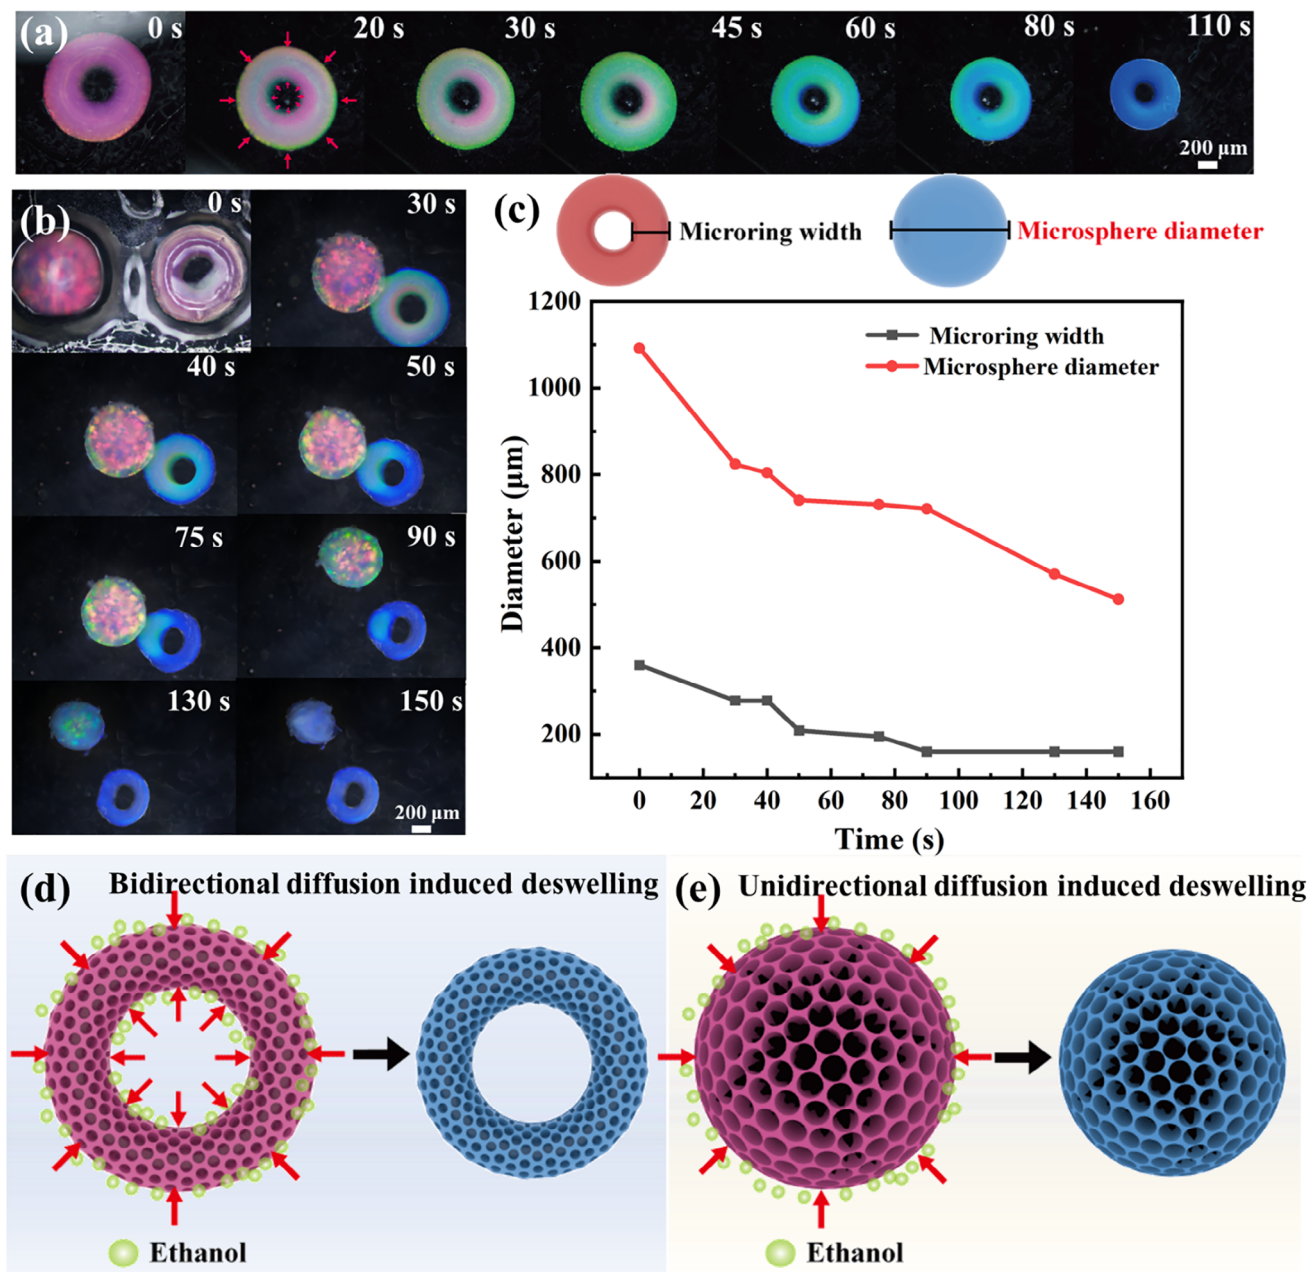 (a)
0 s
20 s
30 s
45 s
60 s
80 s
110 s
200 μm
(b)
0 s
30 s
40 s
50 s
75 s
90 s
130 s
150 s
200 μm
(c)
Microring width
Microsphere diameter
1200
1000
800
600
400
200
Diameter (μm)
Microring width
Microsphere diameter
0 20 40 60 80 100 120 140 160
Time (s)
(d)
Bidirectional diffusion induced deswelling
Ethanol
(e)
Unidirectional diffusion induced deswelling
Ethanol